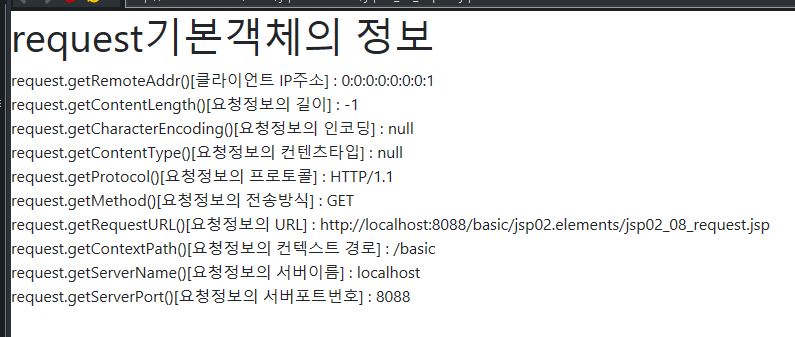 request기본객체의 정보
request.getRemoteAddr()[클라이언트 IP주소] : 0:0:0:0:0:0:0:1
request.getContentLength()[요청정보의 길이] : -1
request.getCharacterEncoding()[요청정보의 인코딩] : null
request.getContentType()[요청정보의 컨텐츠타입] : null
request.getProtocol()[요청정보의 프로토콜] : HTTP/1.1
request.getMethod()[요청정보의 전송방식] : GET
request.getRequestURL()[요청정보의 URL] : http://localhost:8088/basic/jsp02.elements/jsp02_08_request.jsp
request.getContextPath()[요청정보의 컨텍스트 경로] : /basic
request.getServerName()[요청정보의 서버이름] : localhost
request.getServerPort()[요청정보의 서버포트번호] : 8088